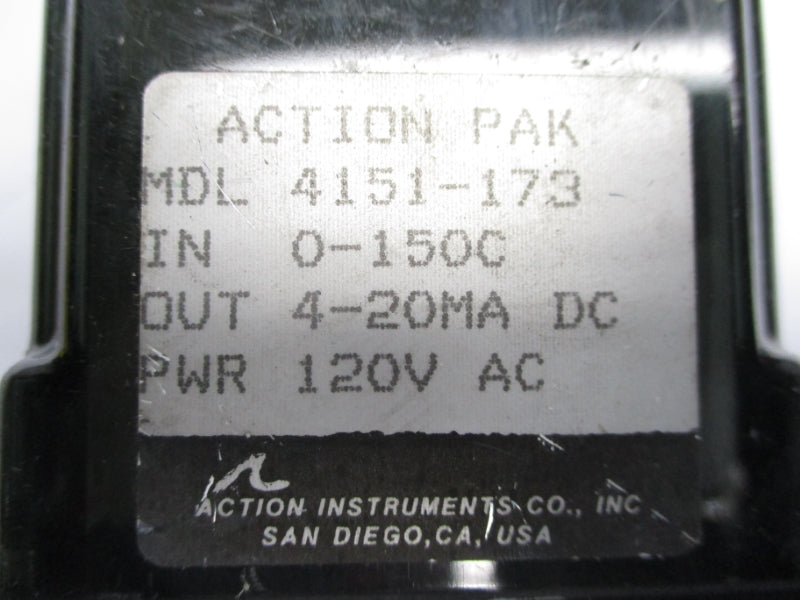 ACTION PAK
MDL 4151-173
IN 0-150C
OUT 4-20MA DC
PWR 120V AC
ACTION INSTRUMENTS CO., INC
SAN DIEGO, CA, USA